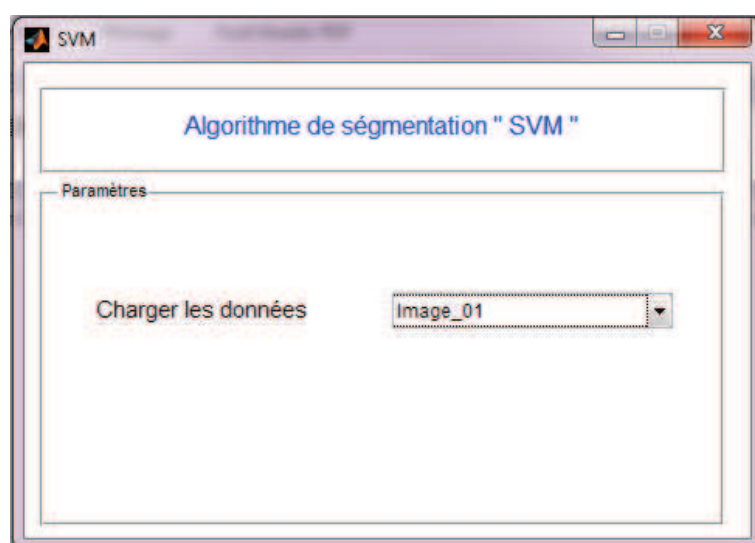 SVM
Algorithme de ségmentation " SVM "
Paramètres
Charger les données
Image_01